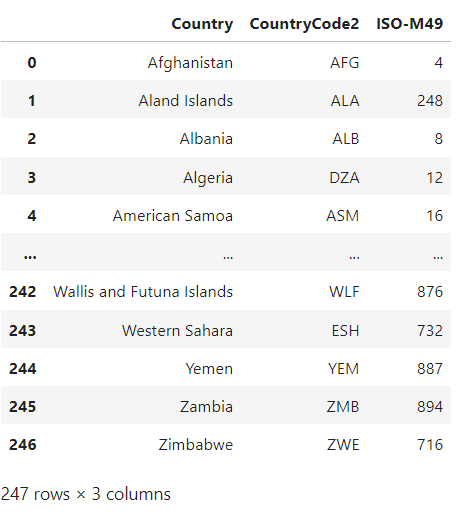 Country CountryCode2 ISO-M49
0 Afghanistan AFG 4
1 Aland Islands ALA 248
2 Albania ALB 8
3 Algeria DZA 12
4 American Samoa ASM 16
... ... ... ...
242 Wallis and Futuna Islands WLF 876
243 Western Sahara ESH 732
244 Yemen YEM 887
245 Zambia ZMB 894
246 Zimbabwe ZWE 716
247 rows × 3 columns